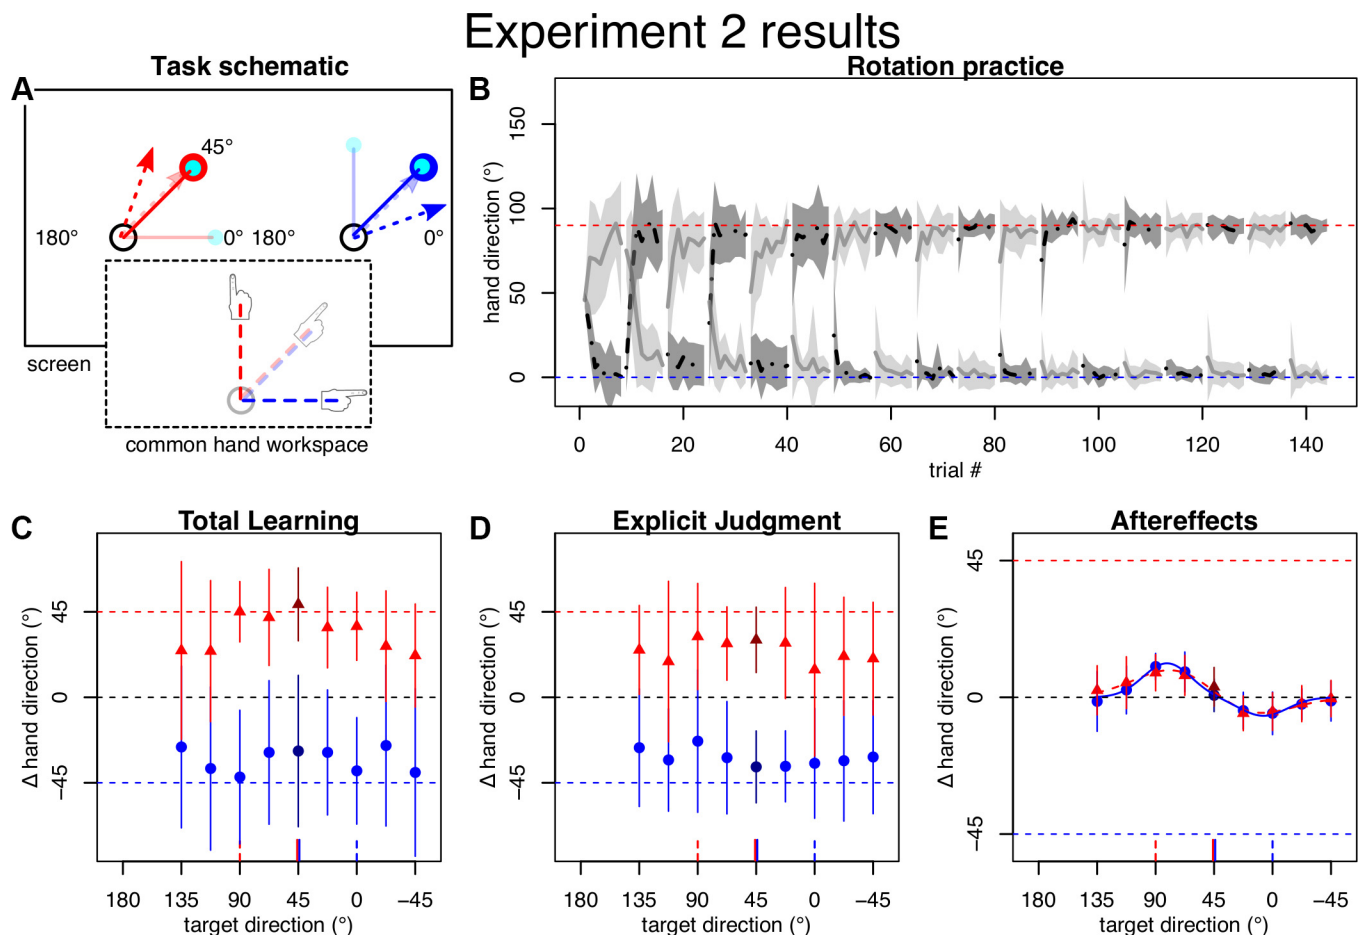 Experiment 2 results
Task schematic
Rotation practice
A
B
45°
180°
0°
180°
0°
screen
common hand workspace
hand direction (°)
150
100
50
0
0
20
40
60
80
100
120
140
trial #
C
Total Learning
D
Explicit Judgment
E
Aftereffects
Δ hand direction (°)
45
0
−45
180
135
90
45
0
−45
target direction (°)
Δ hand direction (°)
45
0
−45
180
135
90
45
0
−45
target direction (°)
Δ hand direction (°)
45
0
−45
180
135
90
45
0
−45
target direction (°)